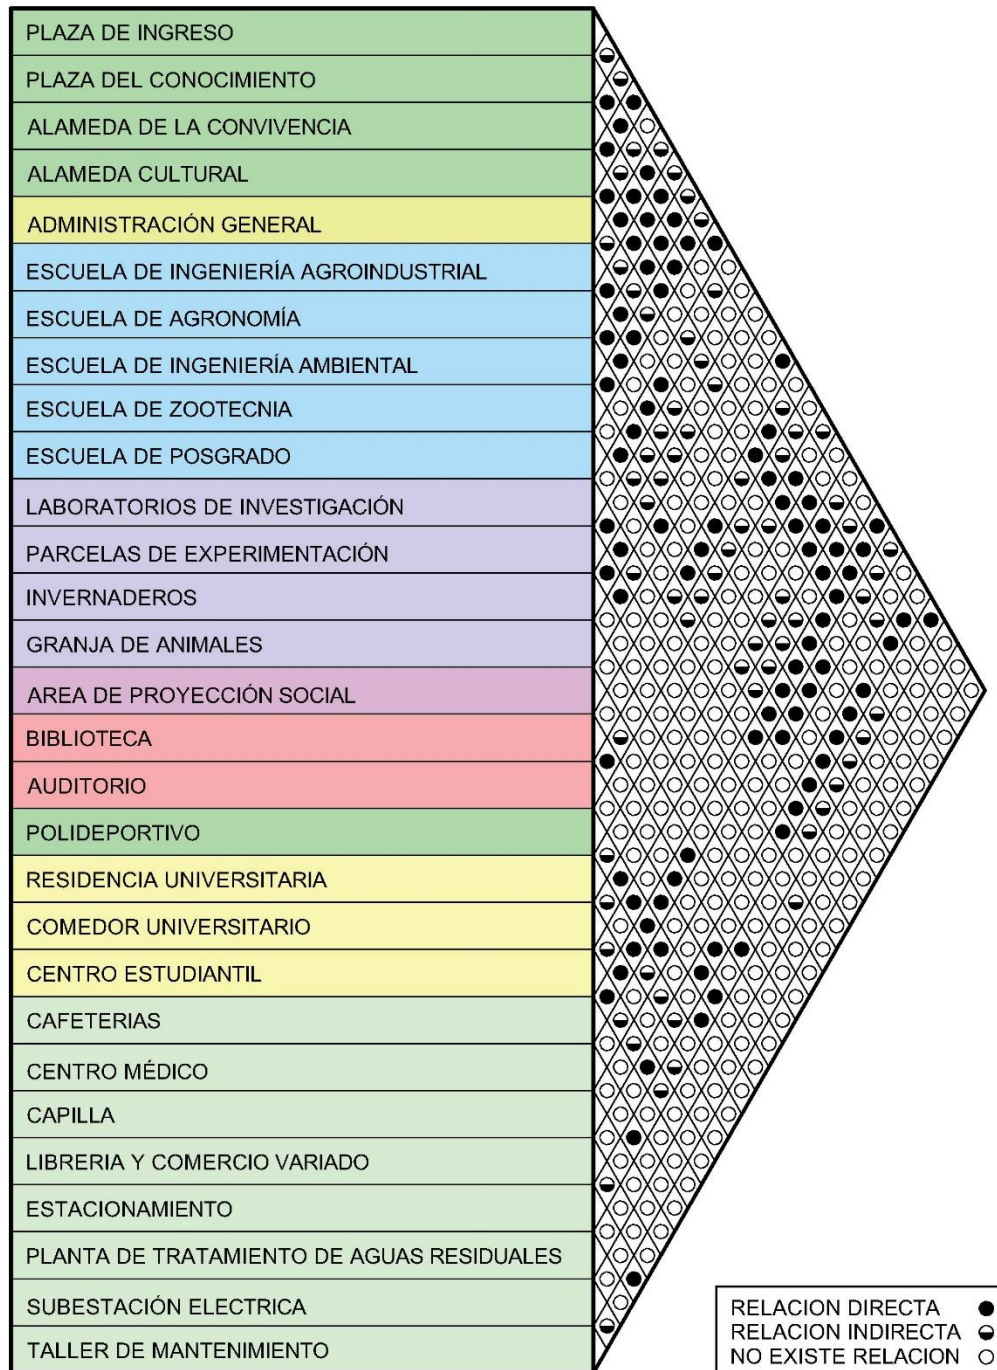 PLAZA DE INGRESO
PLAZA DEL CONOCIMIENTO
ALAMEDA DE LA CONVIVENCIA
ALAMEDA CULTURAL
ADMINISTRACIÓN GENERAL
ESCUELA DE INGENIERÍA AGROINDUSTRIAL
ESCUELA DE AGRONOMÍA
ESCUELA DE INGENIERÍA AMBIENTAL
ESCUELA DE ZOOTECNIA
ESCUELA DE POSGRADO
LABORATORIOS DE INVESTIGACIÓN
PARCELAS DE EXPERIMENTACIÓN
INVERNADEROS
GRANJA DE ANIMALES
AREA DE PROYECCIÓN SOCIAL
BIBLIOTECA
AUDITORIO
POLIDEPORTIVO
RESIDENCIA UNIVERSITARIA
COMEDOR UNIVERSITARIO
CENTRO ESTUDIANTIL
CAFETERIAS
CENTRO MÉDICO
CAPILLA
LIBRERIA Y COMERCIO VARIADO
ESTACIONAMIENTO
PLANTA DE TRATAMIENTO DE AGUAS RESIDUALES
SUBESTACIÓN ELECTRICA
TALLER DE MANTENIMIENTO
RELACION DIRECTA
RELACION INDIRECTA
NO EXISTE RELACION